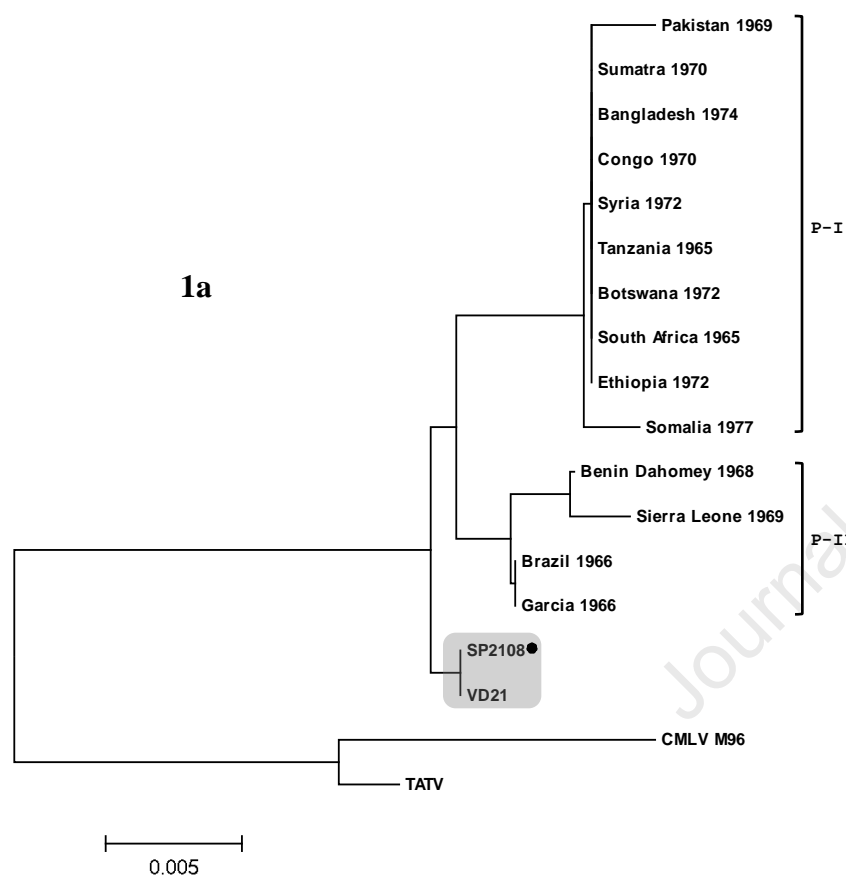 Pakistan 1969
Sumatra 1970
Bangladesh 1974
Congo 1970
Syria 1972
P-I
Tanzania 1965
1a
Botswana 1972
South Africa 1965
Ethiopia 1972
Somalia 1977
Benin Dahomey 1968
Sierra Leone 1969
P-II
Brazil 1966
Garcia 1966
SP2108
VD21
Journal
CMLV M96
TATV
0.005